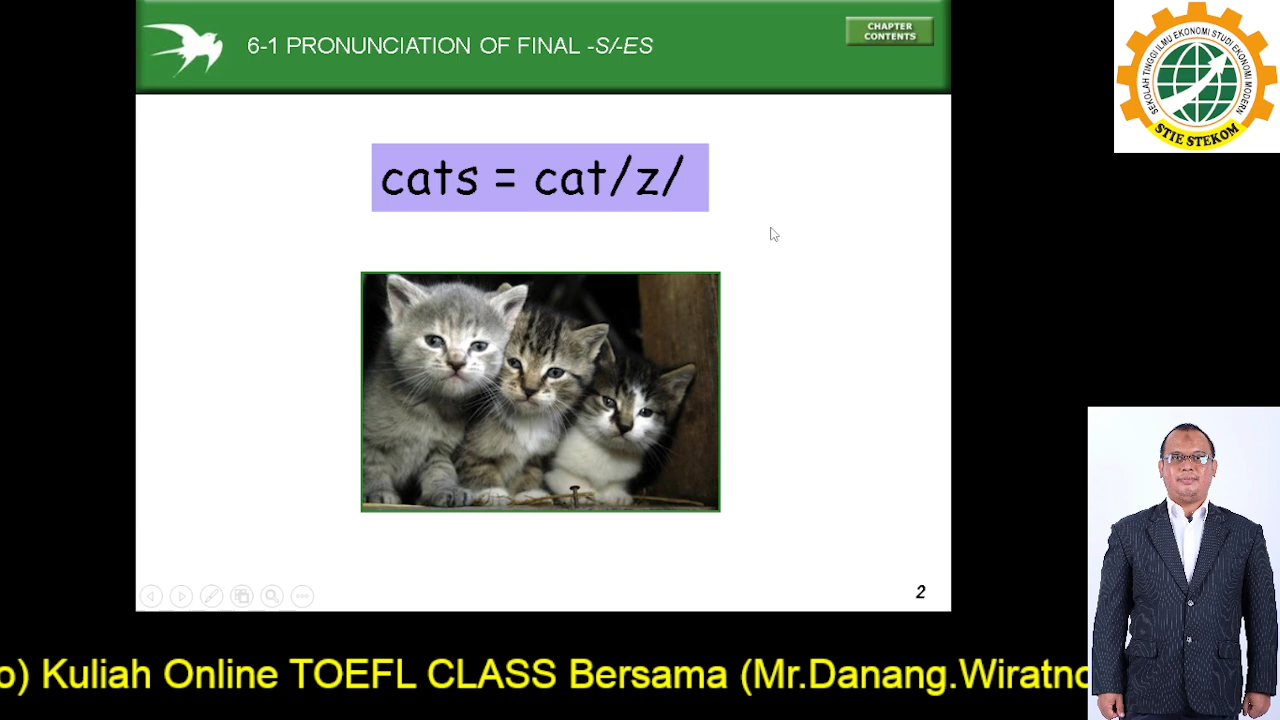 6-1 PRONUNCIATION OF FINAL -S/-ES
CHAPTER
CONTENTS
SEKOLAH TINGGI ILMU EKONOMI STUDI EKONOMI MODERN
STIE STEKOM
cats = cat/z/
2
o) Kuliah Online TOEFL CLASS Bersama (Mr.Danang.Wiratno